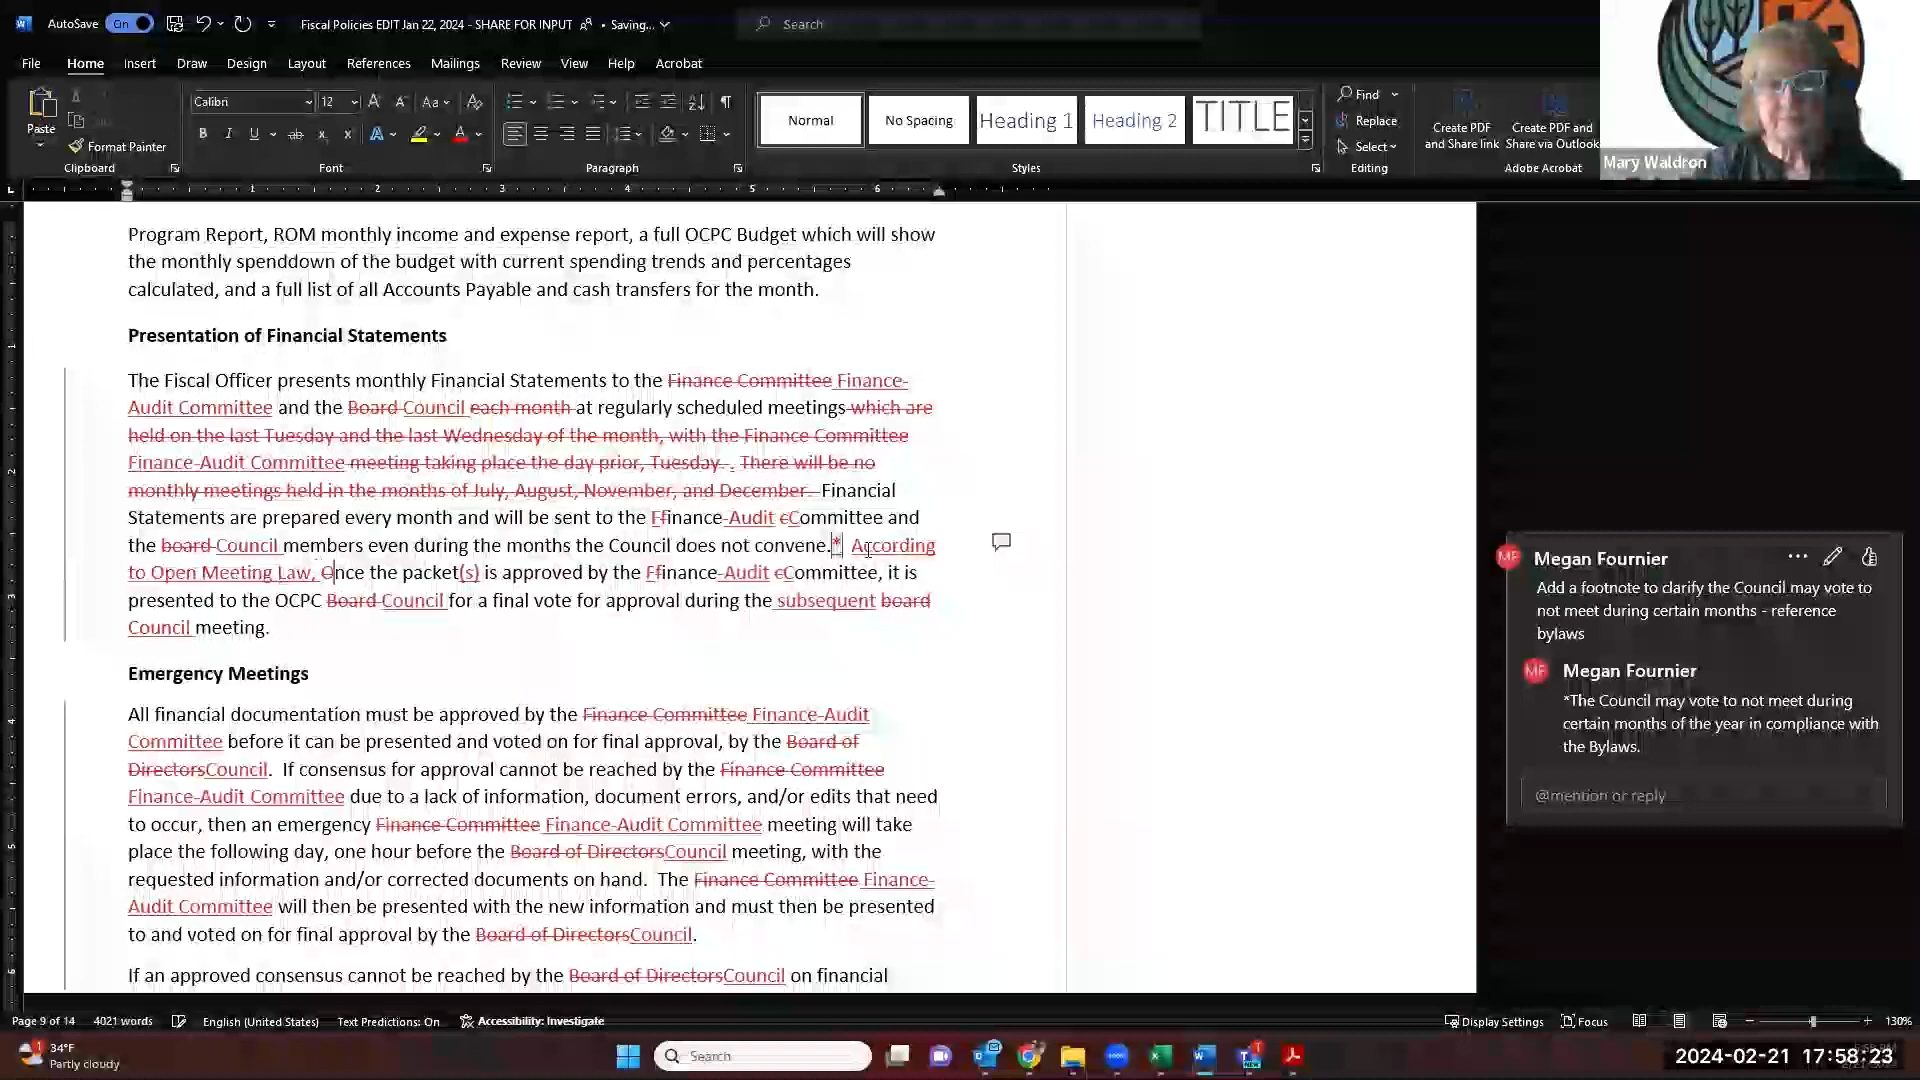 AutoSave On Fiscal Policies EDIT Jan 22, 2024 - SHARE FOR INPUT • Saving... Search
File Home Insert Draw Design Layout References Mailings Review View Help Acrobat
Paste Format Painter Clipboard
Calibri 12 Font
Paragraph
Normal No Spacing Heading 1 Heading 2 TITLE Styles
Find Replace Select Editing
Create PDF and Share link Create PDF and Share via Outlook Adobe Acrobat
Mary Waldron
Program Report, ROM monthly income and expense report, a full OCPC Budget which will show
the monthly spenddown of the budget with current spending trends and percentages
calculated, and a full list of all Accounts Payable and cash transfers for the month.
Presentation of Financial Statements
The Fiscal Officer presents monthly Financial Statements to the Finance Committee Finance-
Audit Committee and the Board Council each month at regularly scheduled meetings which are
held on the last Tuesday and the last Wednesday of the month, with the Finance Committee
Finance-Audit Committee meeting taking place the day prior, Tuesday. . There will be no
monthly meetings held in the months of July, August, November, and December. Financial
Statements are prepared every month and will be sent to the Ffinance-Audit cCommittee and
the board Council members even during the months the Council does not convene.* According
to Open Meeting Law, Once the packet(s) is approved by the Ffinance-Audit cCommittee, it is
presented to the OCPC Board Council for a final vote for approval during the subsequent board
Council meeting.
Emergency Meetings
All financial documentation must be approved by the Finance Committee Finance-Audit
Committee before it can be presented and voted on for final approval, by the Board of
DirectorsCouncil. If consensus for approval cannot be reached by the Finance Committee
Finance-Audit Committee due to a lack of information, document errors, and/or edits that need
to occur, then an emergency Finance Committee Finance-Audit Committee meeting will take
place the following day, one hour before the Board of DirectorsCouncil meeting, with the
requested information and/or corrected documents on hand. The Finance Committee Finance-
Audit Committee will then be presented with the new information and must then be presented
to and voted on for final approval by the Board of DirectorsCouncil.
If an approved consensus cannot be reached by the Board of DirectorsCouncil on financial
MF Megan Fournier
Add a footnote to clarify the Council may vote to
not meet during certain months - reference
bylaws
MF Megan Fournier
*The Council may vote to not meet during
certain months of the year in compliance with
the Bylaws.
@mention or reply
Page 9 of 14 4021 words English (United States) Text Predictions: On Accessibility: Investigate Display Settings Focus 130%
34°F
Partly cloudy
Search
2024-02-21 17:58:23